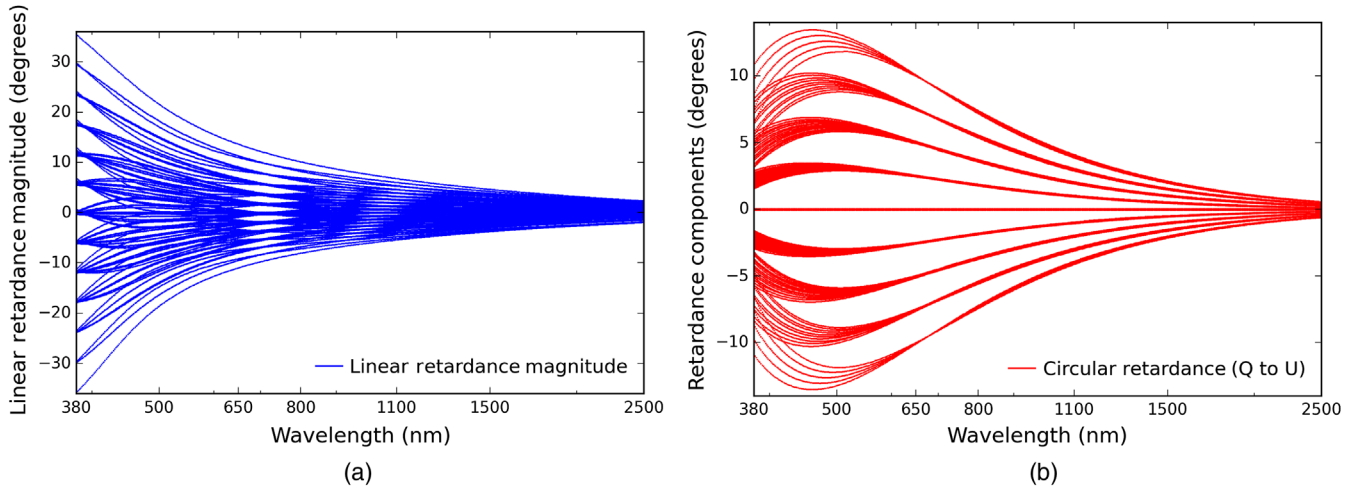 Linear retardance magnitude (degrees)
30
20
10
0
−10
−20
−30
Linear retardance magnitude
380 500 650 800 1100 1500 2500
Wavelength (nm)
(a)
Retardance components (degrees)
10
5
0
−5
−10
Circular retardance (Q to U)
380 500 650 800 1100 1500 2500
Wavelength (nm)
(b)